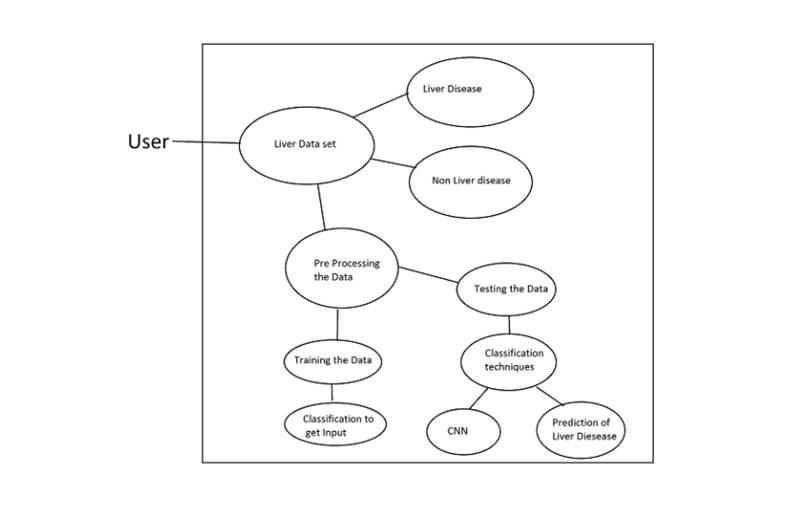 Liver Disease
User
Liver Data set
Non Liver disease
Pre Processing
the Data
Testing the Data
Training the Data
Classification
techniques
Classification to
get Input
CNN
Prediction of
Liver Diesease